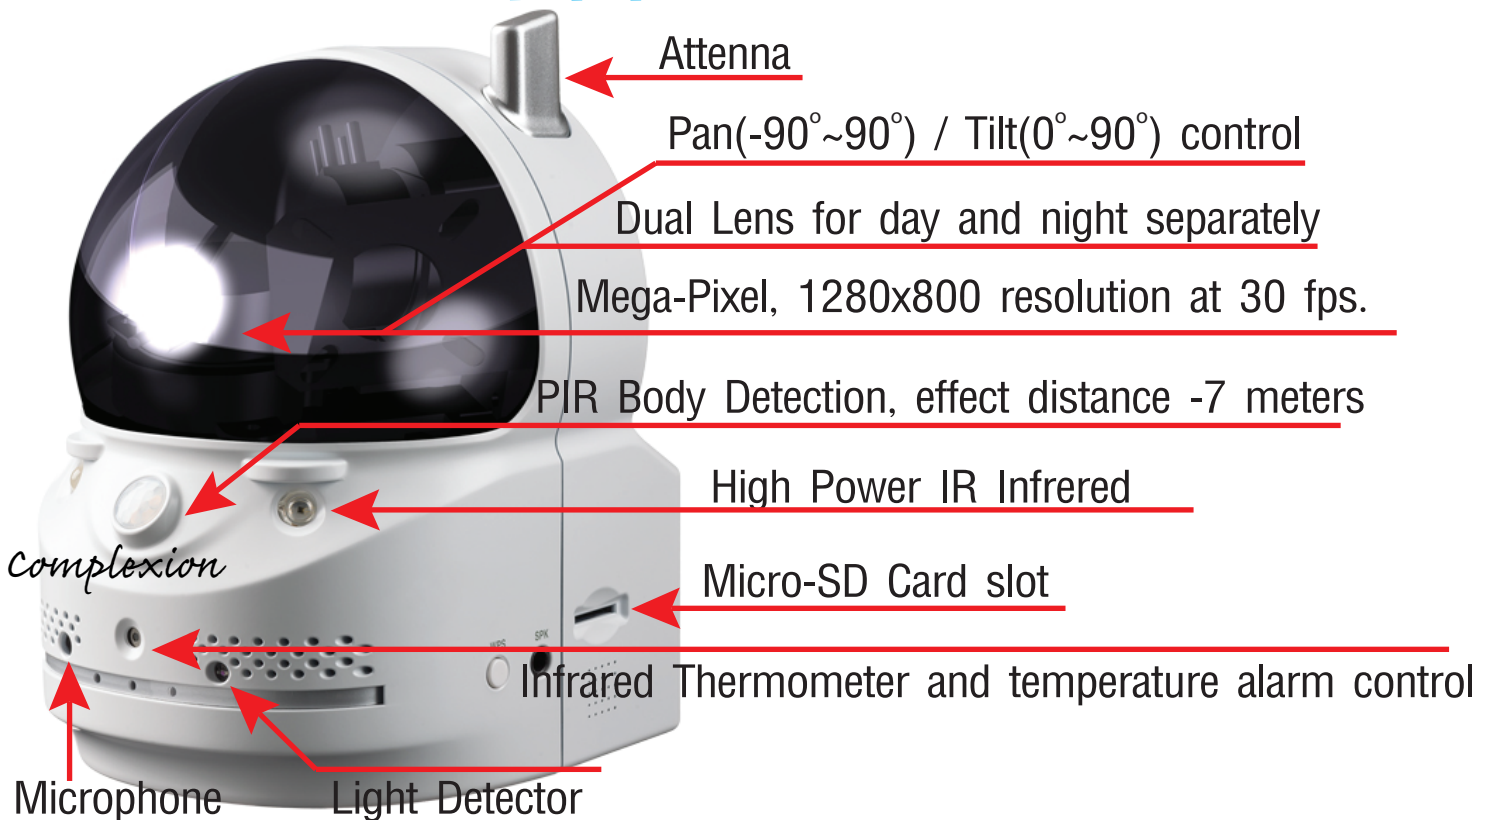 Attenna
Pan(-90°~90°) / Tilt(0°~90°) control
Dual Lens for day and night separately
Mega-Pixel, 1280x800 resolution at 30 fps.
PIR Body Detection, effect distance -7 meters
High Power IR Infrered
Complexion
Micro-SD Card slot
WPS
SPK
Infrared Thermometer and temperature alarm control
Microphone
Light Detector